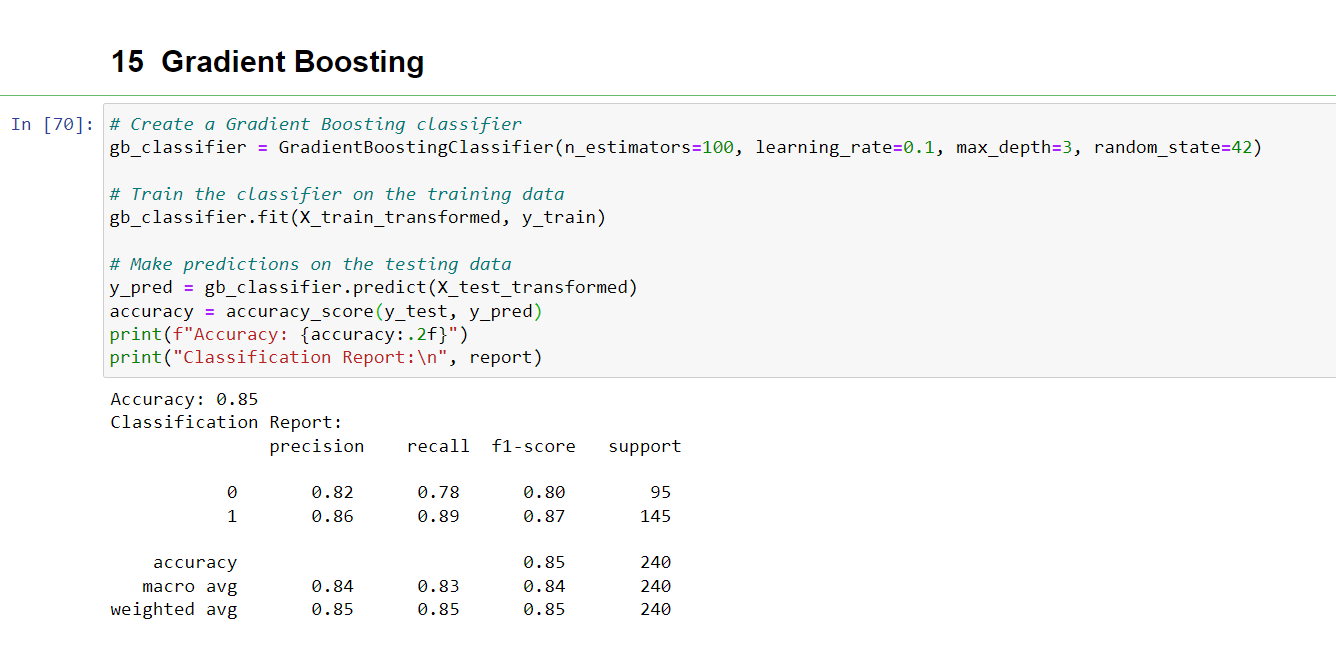 15 Gradient Boosting
In [70]:
# Create a Gradient Boosting classifier
gb_classifier = GradientBoostingClassifier(n_estimators=100, learning_rate=0.1, max_depth=3, random_state=42)
# Train the classifier on the training data
gb_classifier.fit(X_train_transformed, y_train)
# Make predictions on the testing data
y_pred = gb_classifier.predict(X_test_transformed)
accuracy = accuracy_score(y_test, y_pred)
print(f"Accuracy: {accuracy:.2f}")
print("Classification Report:\n", report)
Accuracy: 0.85
Classification Report:
precision recall f1-score support
0 0.82 0.78 0.80 95
1 0.86 0.89 0.87 145
accuracy 0.85 240
macro avg 0.84 0.83 0.84 240
weighted avg 0.85 0.85 0.85 240